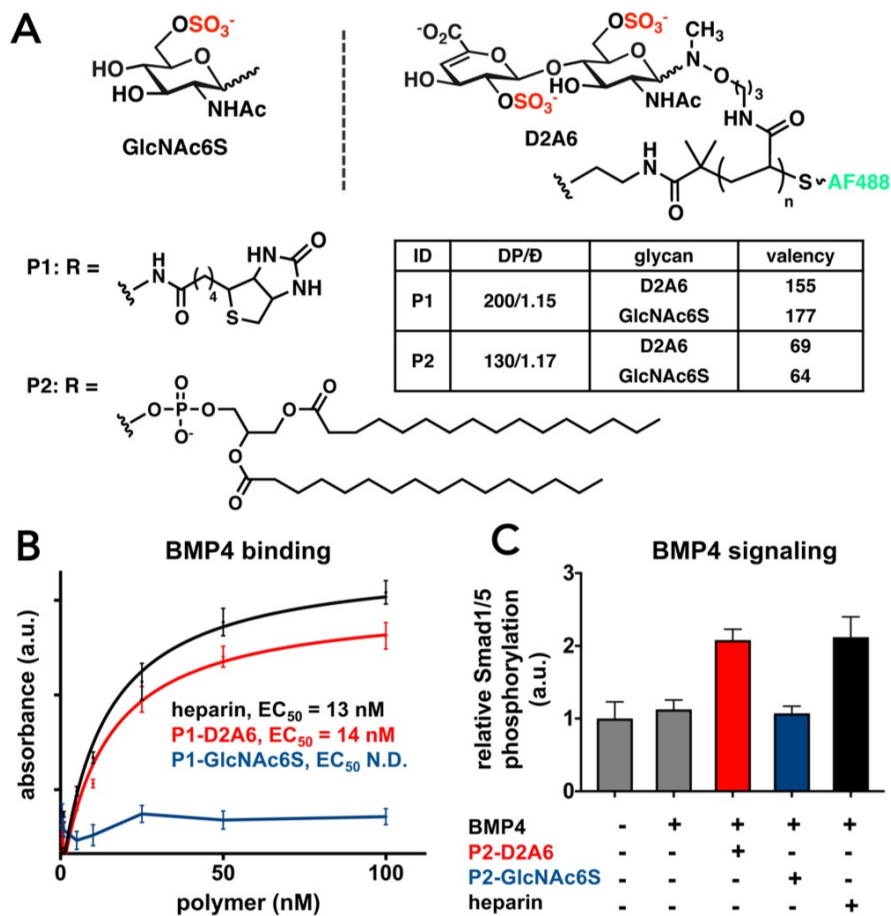 A
OSO3-
HO
O
HO
NHAc
GlcNAc6S
-O2C
O
HO
OSO3-
O
OSO3-
O
HO
NHAc
CH3
N
O
( )3
HN
O
D2A6
H
N
O
( )n
S
AF488
P1: R =
H
N
O
( )4
S
HN
NH
O
ID DP/Đ glycan valency
P1 200/1.15 D2A6 155
GlcNAc6S 177
P2 130/1.17 D2A6 69
GlcNAc6S 64
P2: R =
O
O-P-O
O-
O
O
O
O
B
BMP4 binding
absorbance (a.u.)
heparin, EC50 = 13 nM
P1-D2A6, EC50 = 14 nM
P1-GlcNAc6S, EC50 N.D.
0 50 100
polymer (nM)
C
BMP4 signaling
relative Smad1/5
phosphorylation
(a.u.)
3
2
1
0
BMP4 - + + + +
P2-D2A6 - - + - -
P2-GlcNAc6S - - - + -
heparin - - - - +